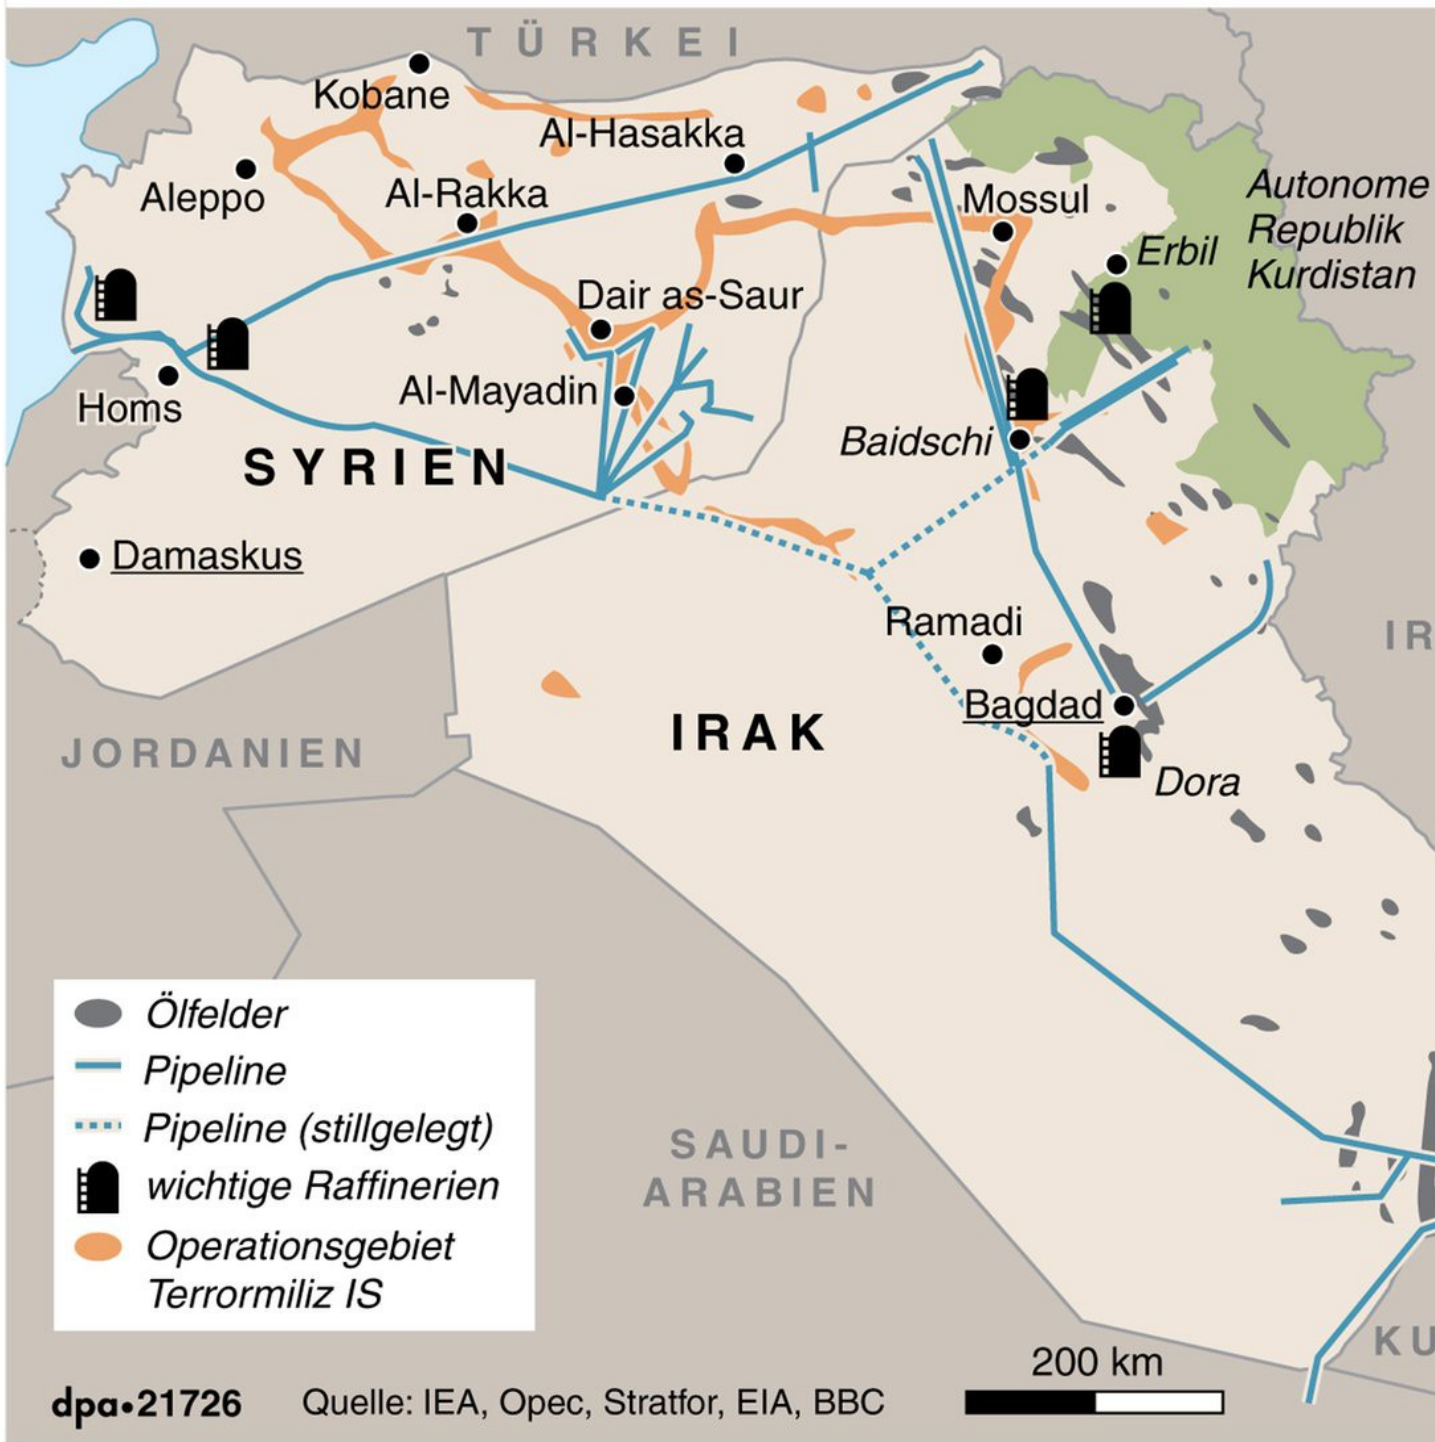 TÜRKEI
Kobane
Al-Hasakka
Aleppo
Al-Rakka
Mossul
Autonome
Republik
Kurdistan
Erbil
Dair as-Saur
Al-Mayadin
Homs
Baidschi
SYRIEN
Damaskus
Ramadi
IR
Bagdad
IRAK
JORDANIEN
Dora
Ölfelder
Pipeline
Pipeline (stillgelegt)
wichtige Raffinerien
Operationsgebiet
Terrormiliz IS
SAUDI-
ARABIEN
KU
200 km
dpa•21726
Quelle: IEA, Opec, Stratfor, EIA, BBC